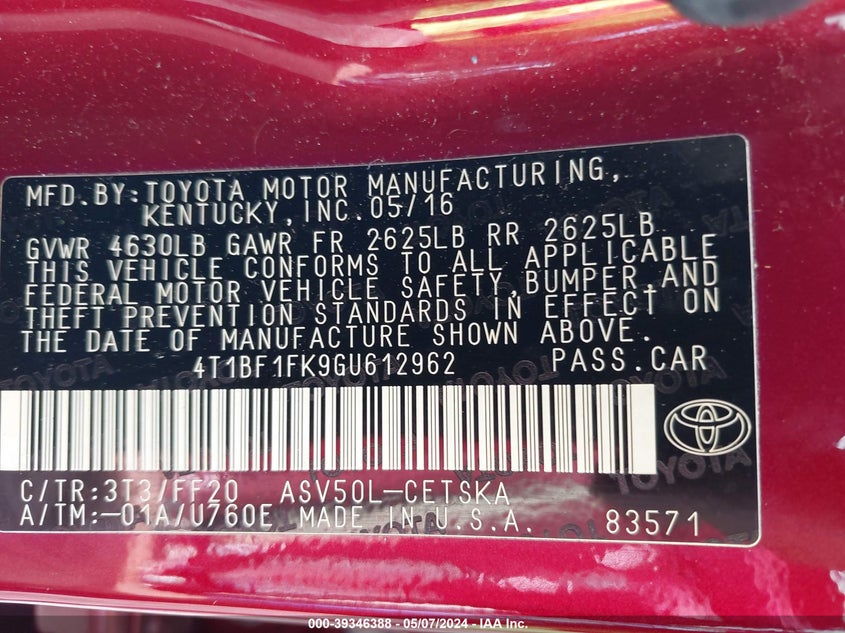 MFD.BY:TOYOTA MOTOR MANUFACTURING,
KENTUCKY, INC.05/16
GVWR 4630LB GAWR FR 2625LB RR 2625LB
THIS VEHICLE CONFORMS TO ALL APPLICABLE
FEDERAL MOTOR VEHICLE SAFETY,BUMPER,AND
THEFT PREVENTION STANDARDS IN EFFECT ON
THE DATE OF MANUFACTURE SHOWN ABOVE.
4T1BF1FK9GU612962 PASS.CAR
C/TR:3T3/FF20 ASV50L-CETSKA
A/TM:-01A/U760E MADE IN U.S.A. 83571
000-39346388 - 05/07/2024 - IAA Inc.